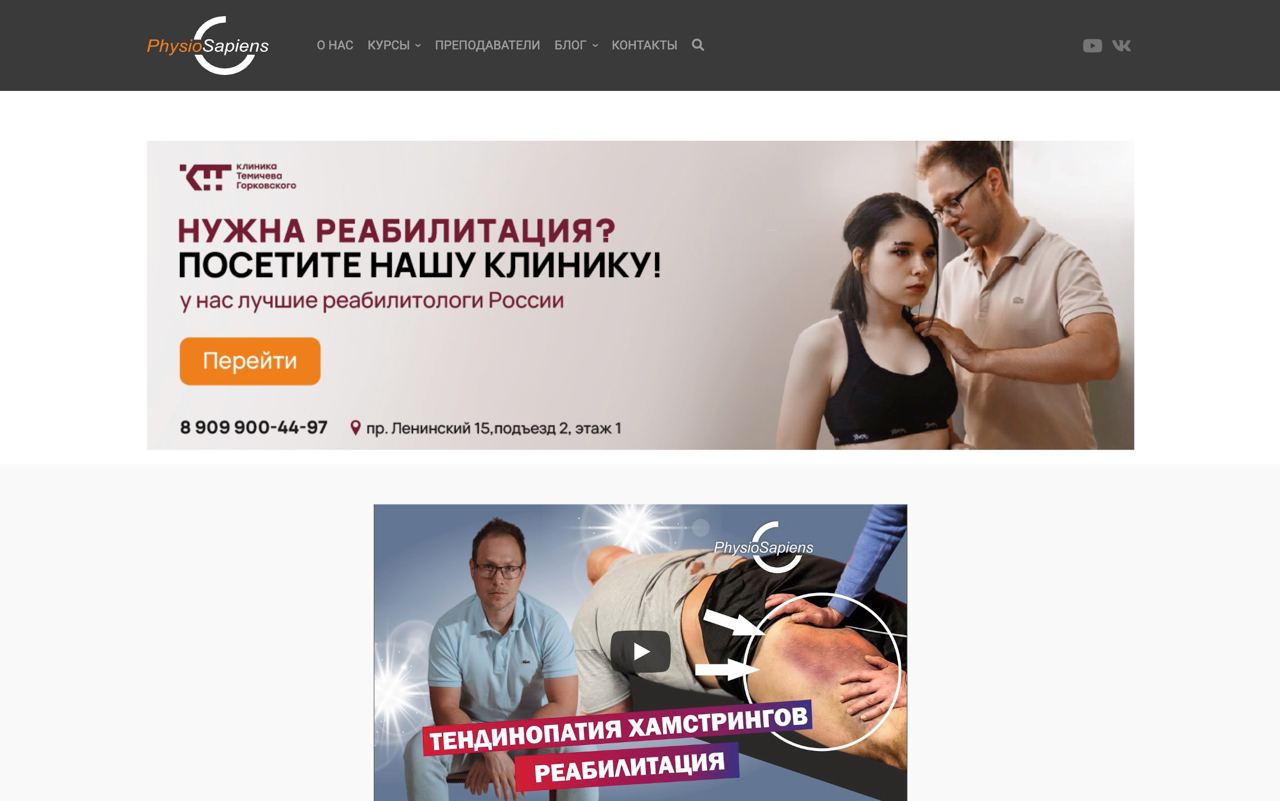 PhysioSapiens
О НАС КУРСЫ ПРЕПОДАВАТЕЛИ БЛОГ КОНТАКТЫ
клиника
Темичева
Горковского
НУЖНА РЕАБИЛИТАЦИЯ?
ПОСЕТИТЕ НАШУ КЛИНИКУ!
у нас лучшие реабилитологи России
Перейти
8 909 900-44-97 пр. Ленинский 15,подъезд 2, этаж 1
PhysioSapiens
ТЕНДИНОПАТИЯ ХАМСТРИНГОВ
РЕАБИЛИТАЦИЯ